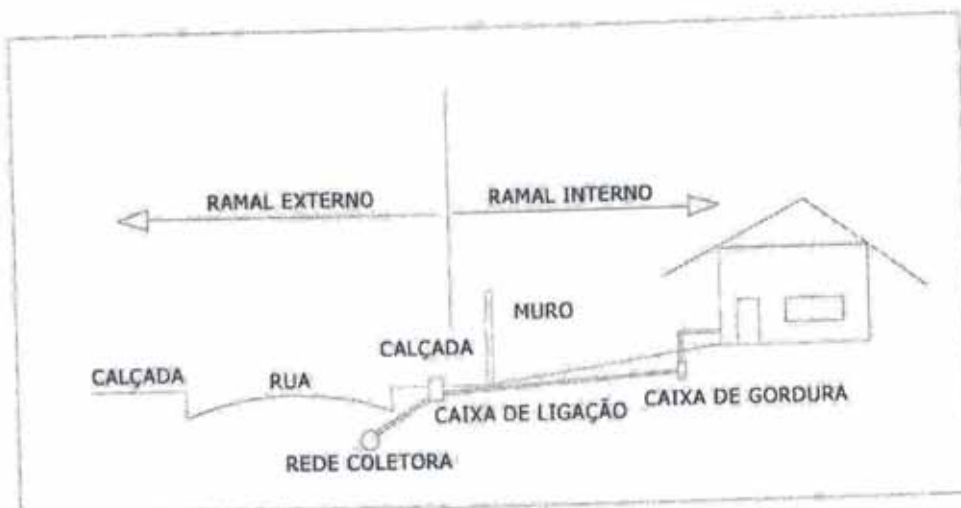 RAMAL EXTERNO
RAMAL INTERNO
MURO
CALÇADA
CALÇADA
RUA
CAIXA DE LIGAÇÃO
CAIXA DE GORDURA
REDE COLETORA